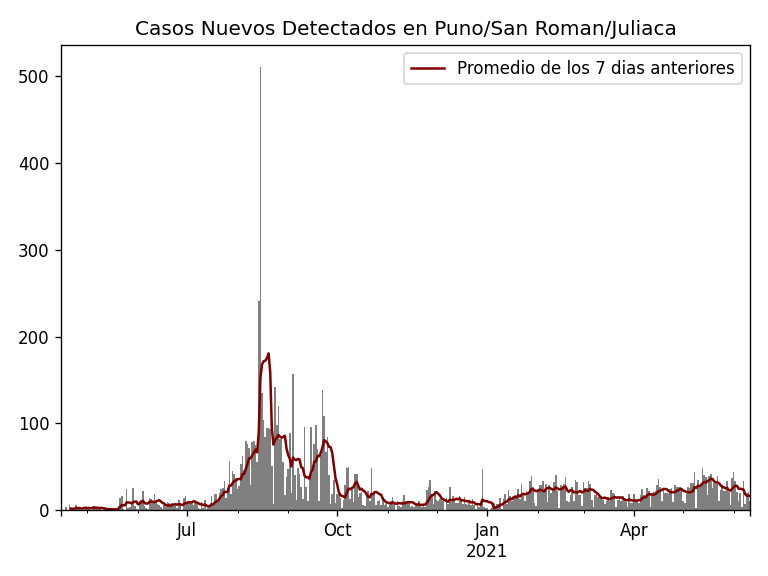 Casos Nuevos Detectados en Puno/San Roman/Juliaca
Promedio de los 7 dias anteriores
500
400
300
200
100
0
Jul
Oct
Jan
2021
Apr